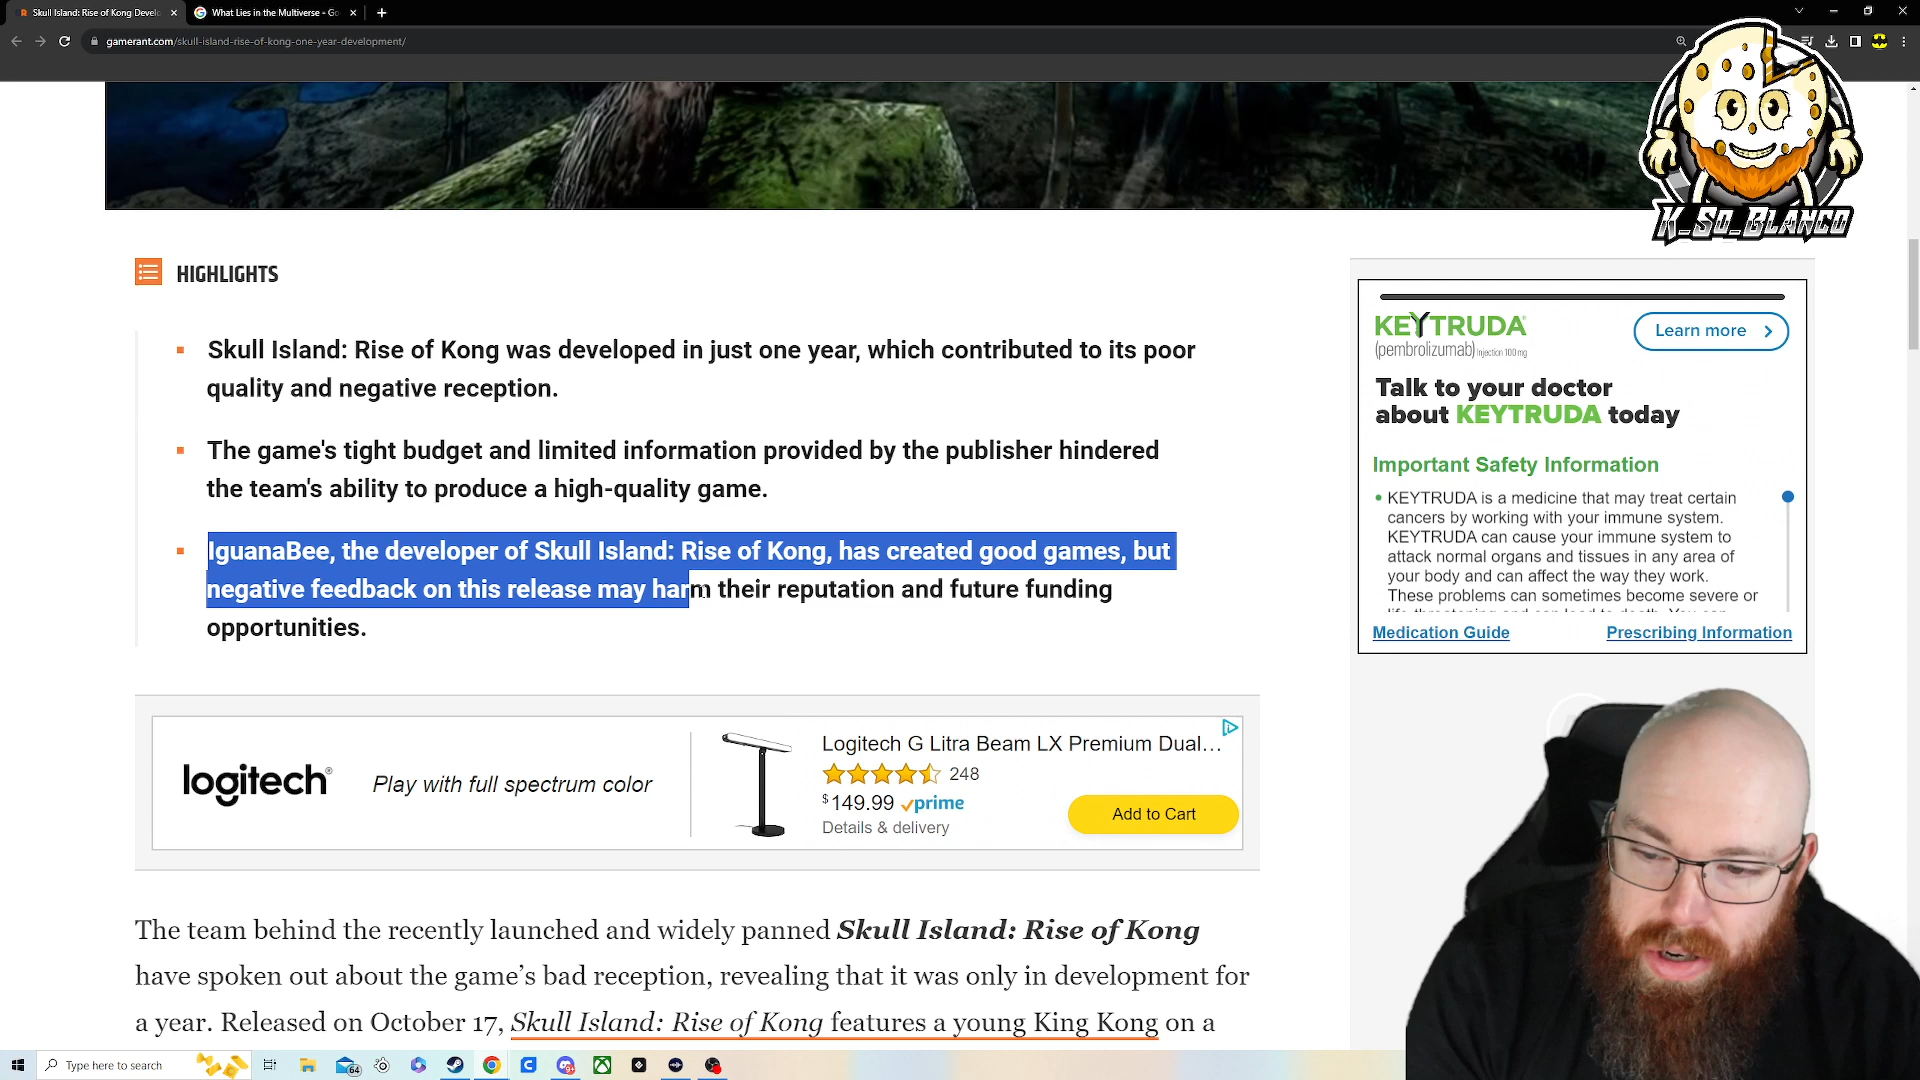 Skull Island: Rise of Kong Develo
What Lies in the Multiverse - Go
gamerant.com/skull-island-rise-of-kong-one-year-development/
K_So_Blanco
HIGHLIGHTS
Skull Island: Rise of Kong was developed in just one year, which contributed to its poor
quality and negative reception.
The game's tight budget and limited information provided by the publisher hindered
the team's ability to produce a high-quality game.
IguanaBee, the developer of Skull Island: Rise of Kong, has created good games, but
negative feedback on this release may harm their reputation and future funding
opportunities.
KEYTRUDA
(pembrolizumab) Injection 100 mg
Learn more
Talk to your doctor
about KEYTRUDA today
Important Safety Information
• KEYTRUDA is a medicine that may treat certain
cancers by working with your immune system.
KEYTRUDA can cause your immune system to
attack normal organs and tissues in any area of
your body and can affect the way they work.
These problems can sometimes become severe or
Medication Guide
Prescribing Information
logitech
Play with full spectrum color
Logitech G Litra Beam LX Premium Dual…
248
$149.99 prime
Details & delivery
Add to Cart
The team behind the recently launched and widely panned Skull Island: Rise of Kong
have spoken out about the game’s bad reception, revealing that it was only in development for
a year. Released on October 17, Skull Island: Rise of Kong features a young King Kong on a
Type here to search
64
9+